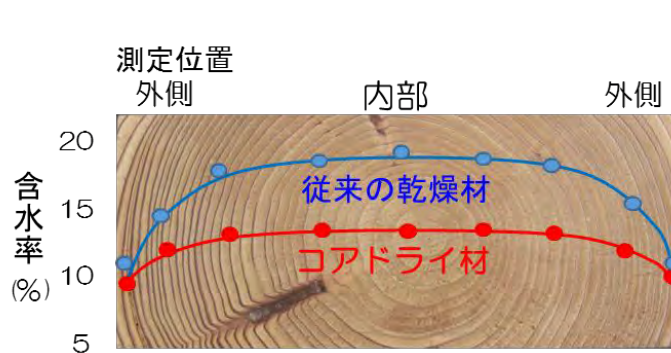 測定位置
外側 内部 外側
20
15
10
5
含水率
(%)
従来の乾燥材
コアドライ材